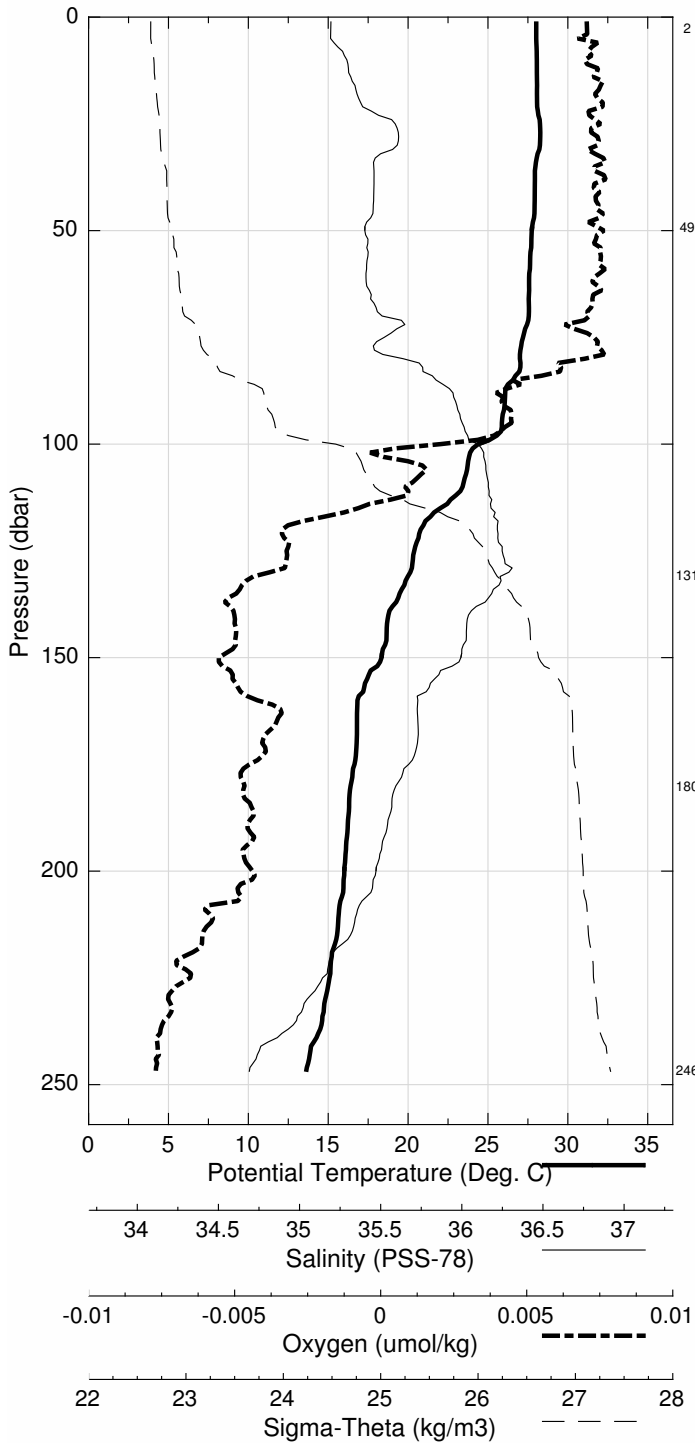 0
2
50
49
100
Pressure (dbar)
131
150
180
200
246
250
0 5 10 15 20 25 30 35
Potential Temperature (Deg. C)
34 34.5 35 35.5 36 36.5 37
Salinity (PSS-78)
-0.01 -0.005 0 0.005 0.01
Oxygen (umol/kg)
22 23 24 25 26 27 28
Sigma-Theta (kg/m3)